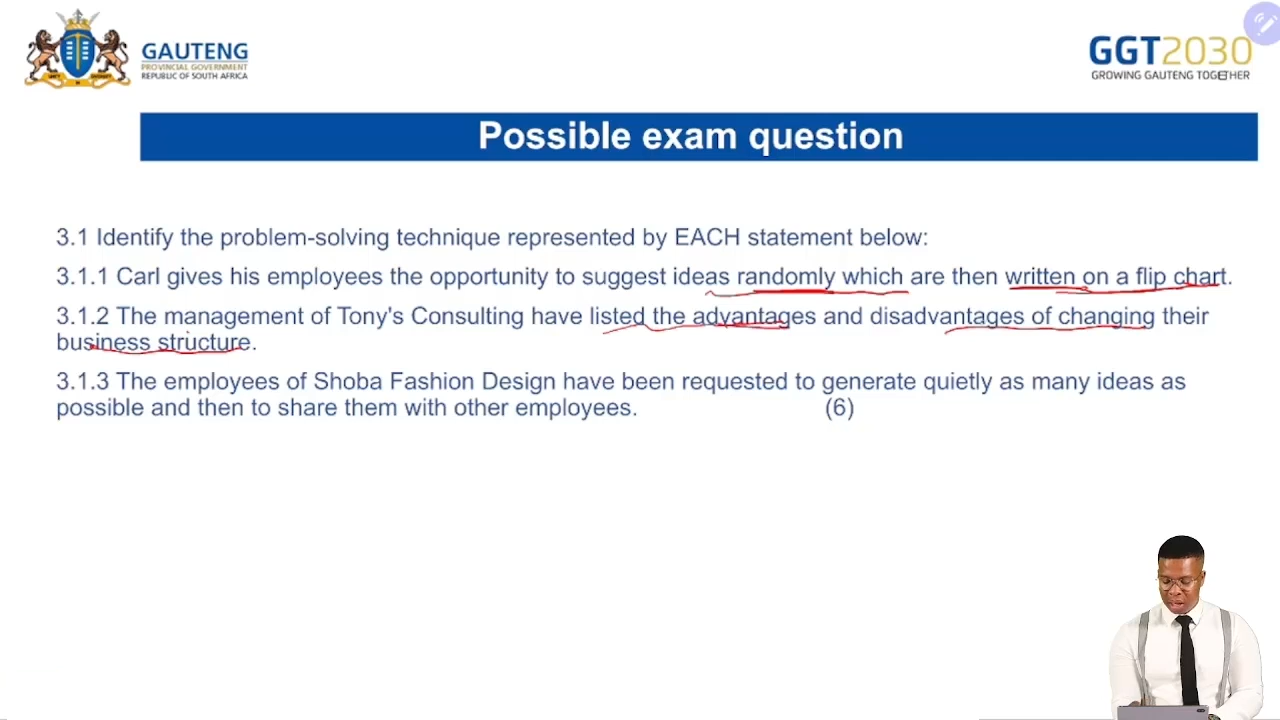 GAUTENG
PROVINCIAL GOVERNMENT
REPUBLIC OF SOUTH AFRICA
GGT2030
GROWING GAUTENG TOGETHER
Possible exam question
3.1 Identify the problem-solving technique represented by EACH statement below:
3.1.1 Carl gives his employees the opportunity to suggest ideas randomly which are then written on a flip chart.
3.1.2 The management of Tony's Consulting have listed the advantages and disadvantages of changing their
business structure.
3.1.3 The employees of Shoba Fashion Design have been requested to generate quietly as many ideas as
possible and then to share them with other employees. (6)